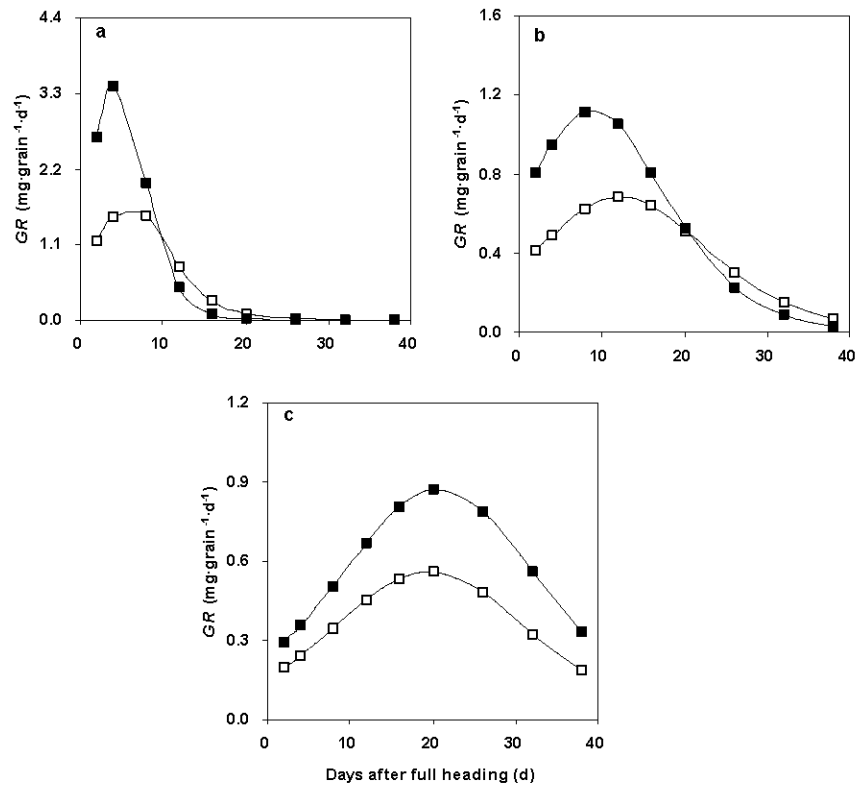 a
4.4
3.3
2.2
1.1
0.0
GR (mg·grain⁻¹·d⁻¹)
0 10 20 30 40
b
1.6
1.2
0.8
0.4
0.0
GR (mg·grain⁻¹·d⁻¹)
0 10 20 30 40
c
1.2
0.9
0.6
0.3
0.0
GR (mg·grain⁻¹·d⁻¹)
0 10 20 30 40
Days after full heading (d)